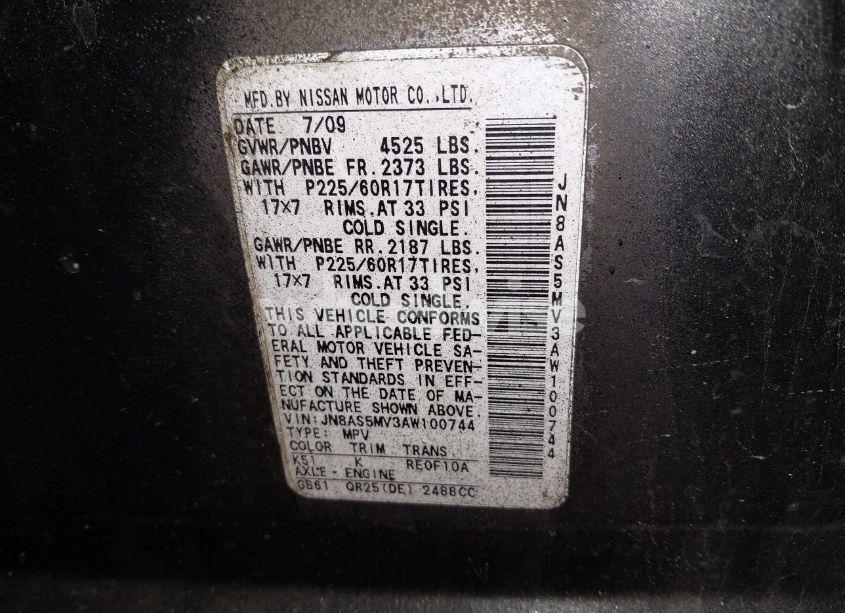 MFD.BY NISSAN MOTOR CO.,LTD.
DATE 7/09
GVWR/PNBV 4525 LBS.
GAWR/PNBE FR.2373 LBS.
WITH P225/60R17TIRES,
17×7 RIMS.AT 33 PSI
COLD SINGLE.
GAWR/PNBE RR.2187 LBS.
WITH P225/60R17TIRES,
17×7 RIMS.AT 33 PSI
COLD SINGLE.
THIS VEHICLE CONFORMS
TO ALL APPLICABLE FED-
ERAL MOTOR VEHICLE SA-
FETY AND THEFT PREVEN-
TION STANDARDS IN EFF-
ECT ON THE DATE OF MA-
NUFACTURE SHOWN ABOVE.
VIN:JN8AS5MV3AW100744
TYPE: MPV
COLOR TRIM TRANS
K51 K RE0F10A
AXLE - ENGINE
GB61 QR25(DE) 2488CC
JN8AS5MV3AW100744